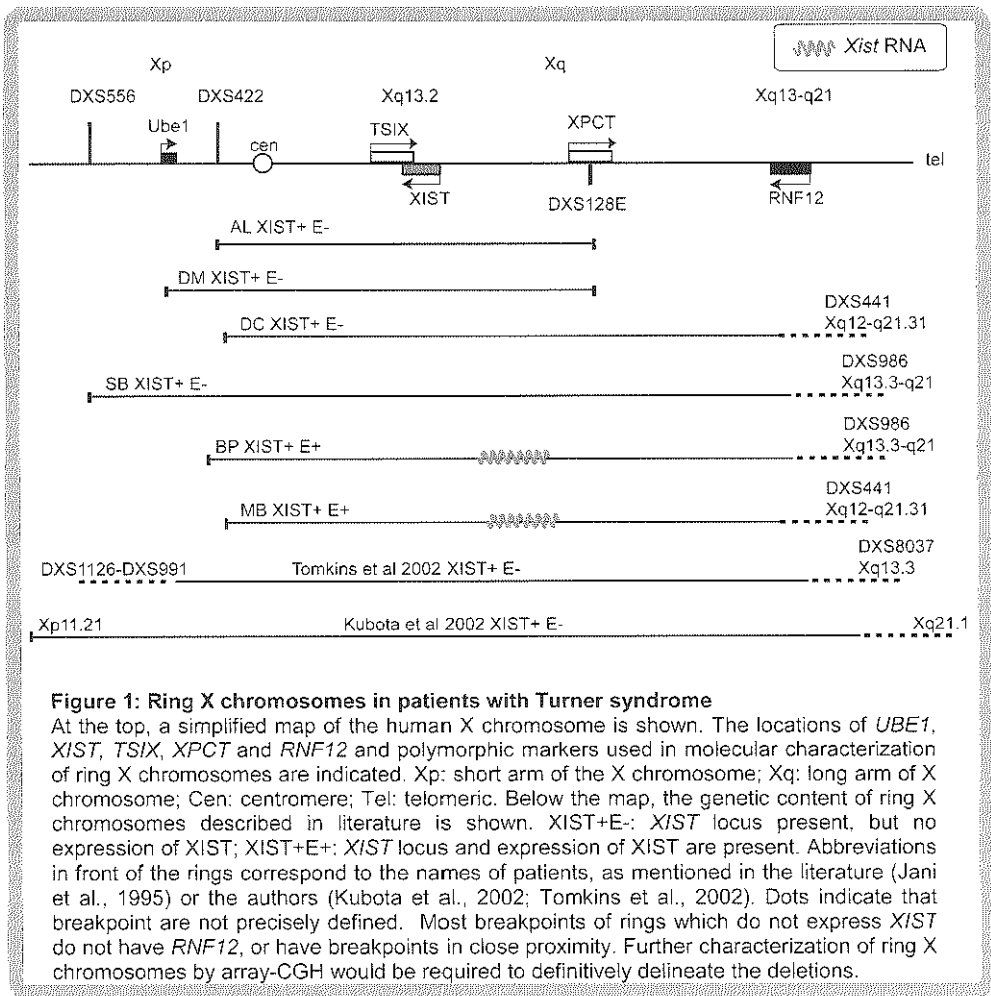 Xist RNA
Xp
Xq
DXS556
DXS422
Xq13.2
Xq13-q21
Ube1
cen
TSIX
XPCT
tel
XIST
DXS128E
RNF12
AL XIST+ E-
DM XIST+ E-
DXS441
DC XIST+ E-
Xq12-q21.31
DXS986
SB XIST+ E-
Xq13.3-q21
DXS986
BP XIST+ E+
Xq13.3-q21
DXS441
MB XIST+ E+
Xq12-q21.31
DXS8037
DXS1126-DXS991
Tomkins et al 2002 XIST+ E-
Xq13.3
Xp11.21
Kubota et al 2002 XIST+ E-
Xq21.1
Figure 1: Ring X chromosomes in patients with Turner syndrome
At the top, a simplified map of the human X chromosome is shown. The locations of UBE1,
XIST, TSIX, XPCT and RNF12 and polymorphic markers used in molecular characterization
of ring X chromosomes are indicated. Xp: short arm of the X chromosome; Xq: long arm of X
chromosome; Cen: centromere; Tel: telomeric. Below the map, the genetic content of ring X
chromosomes described in literature is shown. XIST+E-: XIST locus present, but no
expression of XIST; XIST+E+: XIST locus and expression of XIST are present. Abbreviations
in front of the rings correspond to the names of patients, as mentioned in the literature (Jani
et al., 1995) or the authors (Kubota et al., 2002; Tomkins et al., 2002). Dots indicate that
breakpoint are not precisely defined. Most breakpoints of rings which do not express XIST
do not have RNF12, or have breakpoints in close proximity. Further characterization of ring X
chromosomes by array-CGH would be required to definitively delineate the deletions.